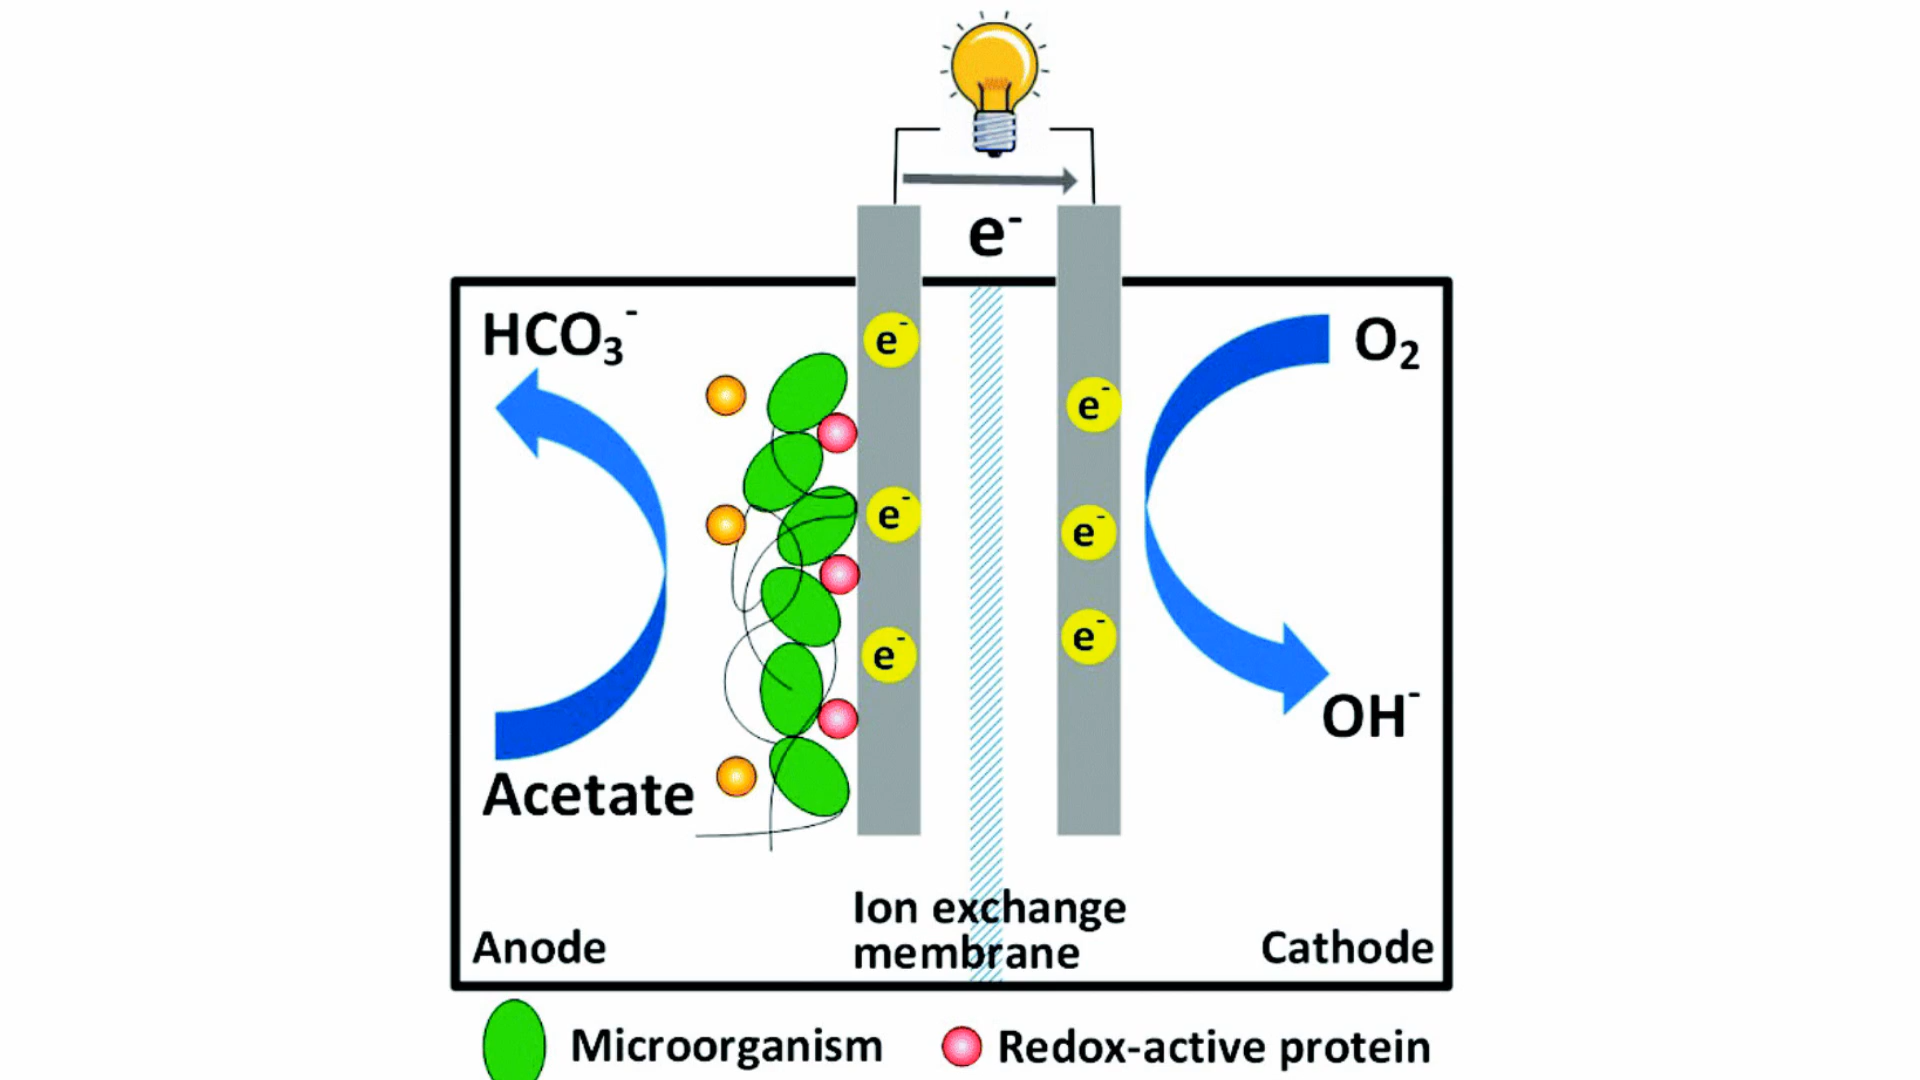 e⁻
HCO₃⁻
O₂
e⁻
e⁻
e⁻
e⁻
e⁻
e⁻
OH⁻
Acetate
Ion exchange
membrane
Anode
Cathode
Microorganism
Redox-active protein